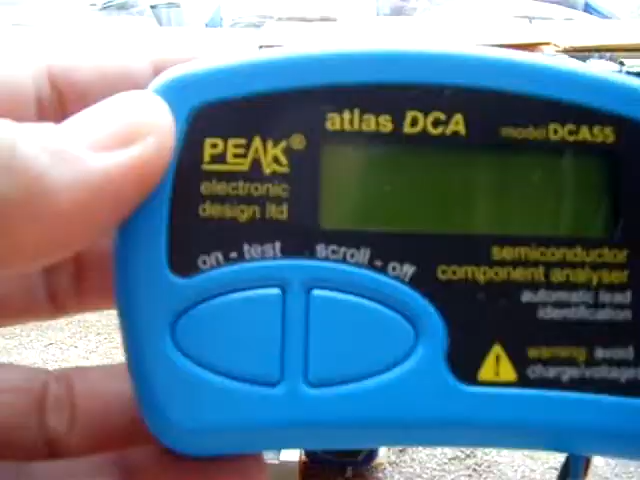 atlas DCA
model DCA55
PEAK®
electronic
design ltd
on - test
scroll - off
semiconductor
component analyser
automatic lead
identification
warning avoid
charge/voltages